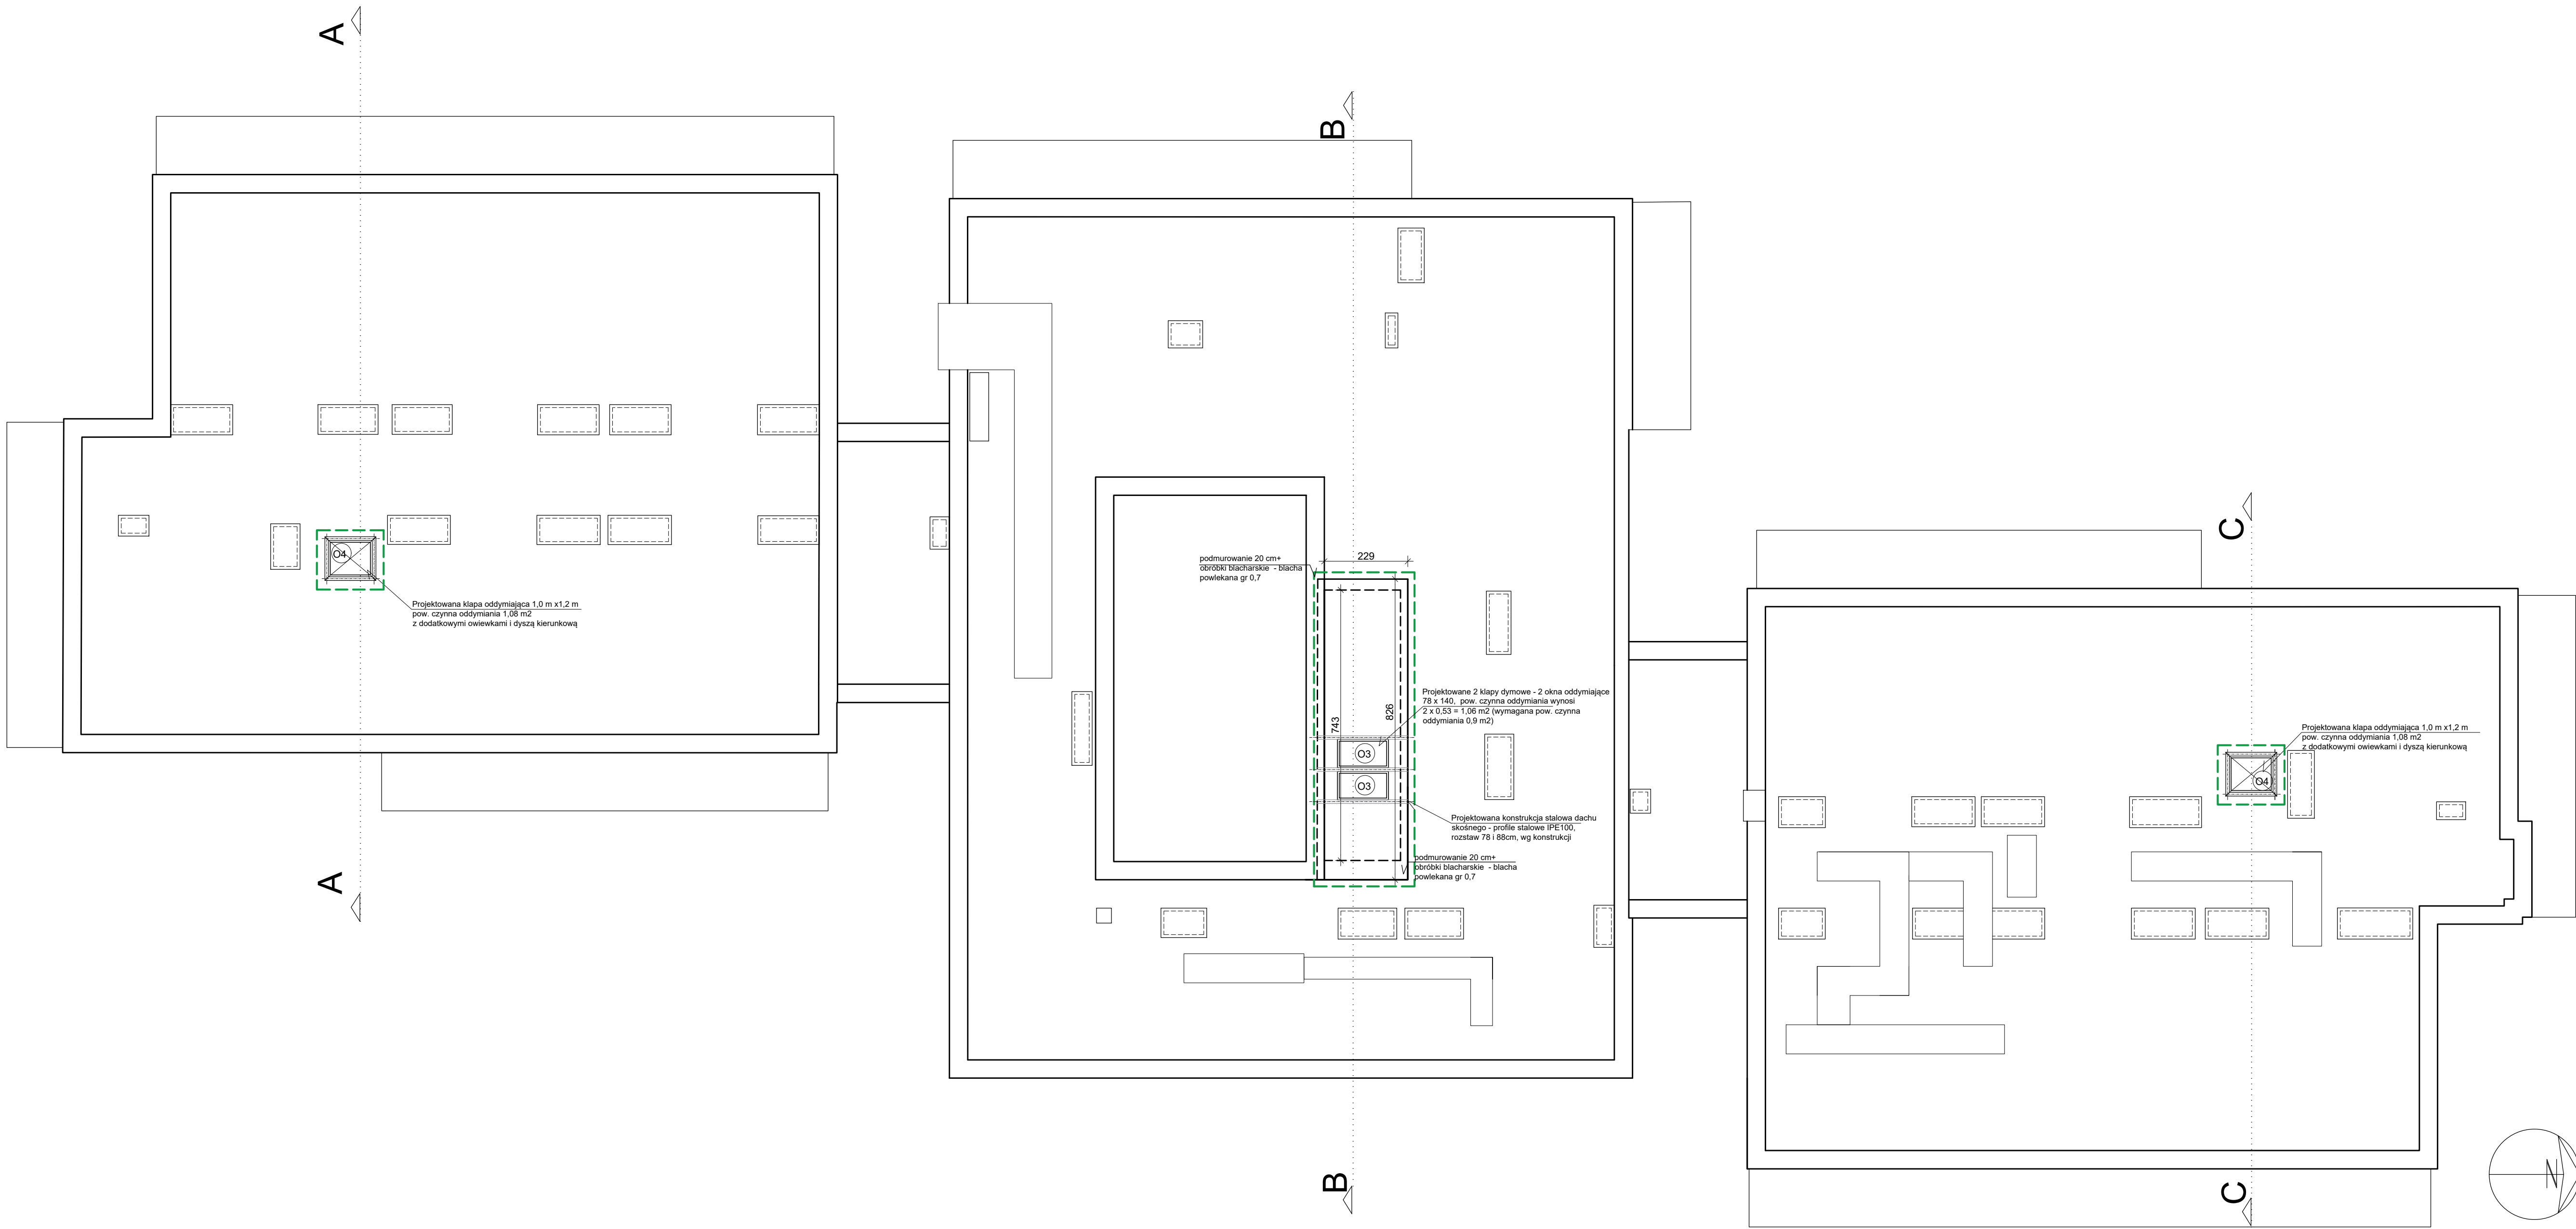 A
B
O4
Projektowana klapa oddymiająca 1,0 m x1,2 m
pow. czynna oddymiania 1,08 m2
z dodatkowymi owiewkami i dyszą kierunkową
A
podmurowanie 20 cm+
obróbki blacharskie - blacha
powlekana gr 0,7
229
743
826
Projektowane 2 klapy dymowe - 2 okna oddymiające
78 x 140, pow. czynna oddymiania wynosi
2 x 0,53 = 1,06 m2 (wymagana pow. czynna
oddymiania 0,9 m2)
O3
O3
Projektowana konstrukcja stalowa dachu
skośnego - profile stalowe IPE100,
rozstaw 78 i 88cm, wg konstrukcji
podmurowanie 20 cm+
obróbki blacharskie - blacha
powlekana gr 0,7
B
C
Projektowana klapa oddymiająca 1,0 m x1,2 m
pow. czynna oddymiania 1,08 m2
z dodatkowymi owiewkami i dyszą kierunkową
O4
C
N